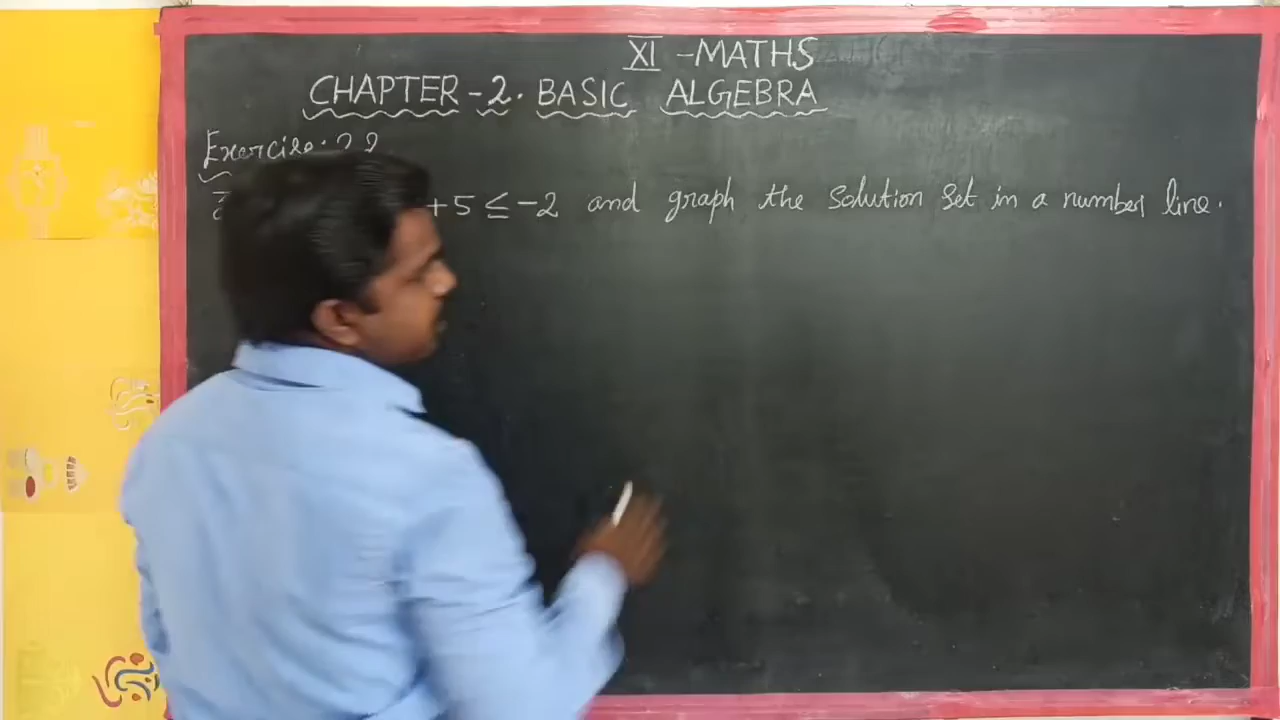 XI - MATHS
CHAPTER - 2. BASIC ALGEBRA
Exercise: 2.2
+ 5 ≤ -2 and graph the solution set in a number line.